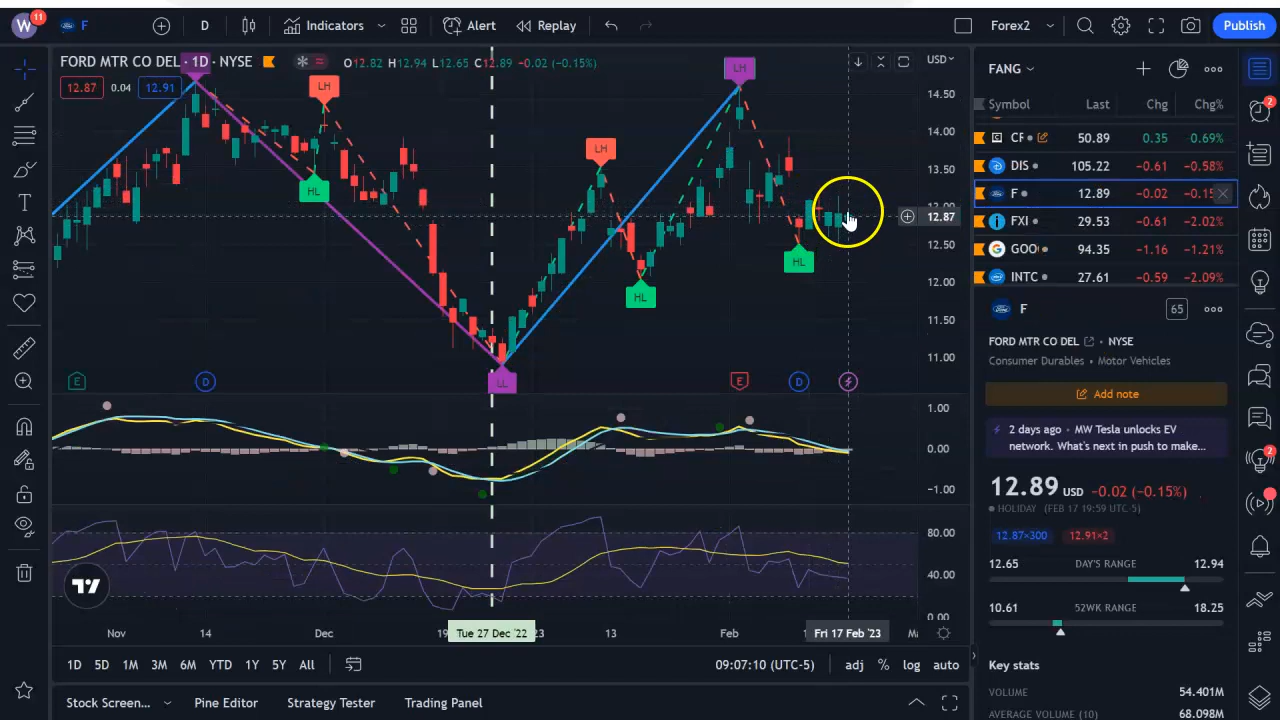 W
11
F
D
Indicators
Alert
Replay
Forex2
Publish
FORD MTR CO DEL · 1D · NYSE
O12.82 H12.94 L12.65 C12.89 -0.02 (-0.15%)
12.87
0.04
12.91
USD
LH
LH
LH
HL
HL
HL
LL
14.50
14.00
13.50
12.87
12.50
12.00
11.50
11.00
E
D
E
D
1.00
0.00
-1.00
80.00
40.00
0.00
Nov
14
Dec
19
Tue 27 Dec '22
13
Feb
Fri 17 Feb '23
1D
5D
1M
3M
6M
YTD
1Y
5Y
All
09:07:10 (UTC-5)
adj
%
log
auto
Stock Screen...
Pine Editor
Strategy Tester
Trading Panel
FANG
Symbol
Last
Chg
Chg%
50.89
0.35
0.69%
DIS
105.22
-0.61
-0.58%
F
12.89
-0.02
FXI
29.53
-0.61
-2.02%
94.35
-1.16
-1.21%
INTC
27.61
-0.59
-2.09%
F
65
FORD MTR CO DEL
NYSE
Consumer Durables • Motor Vehicles
Add note
2 days ago • MW Tesla unlocks EV
network. What's next in push to make...
12.89 USD -0.02 (-0.15%)
HOLIDAY (FEB 17 19:59 UTC-5)
12.87×300
12.91×2
12.65
DAY'S RANGE
12.94
10.61
52WK RANGE
18.25
Key stats
VOLUME
54.401M
AVERAGE VOLUME (10)
68.098M
2
2